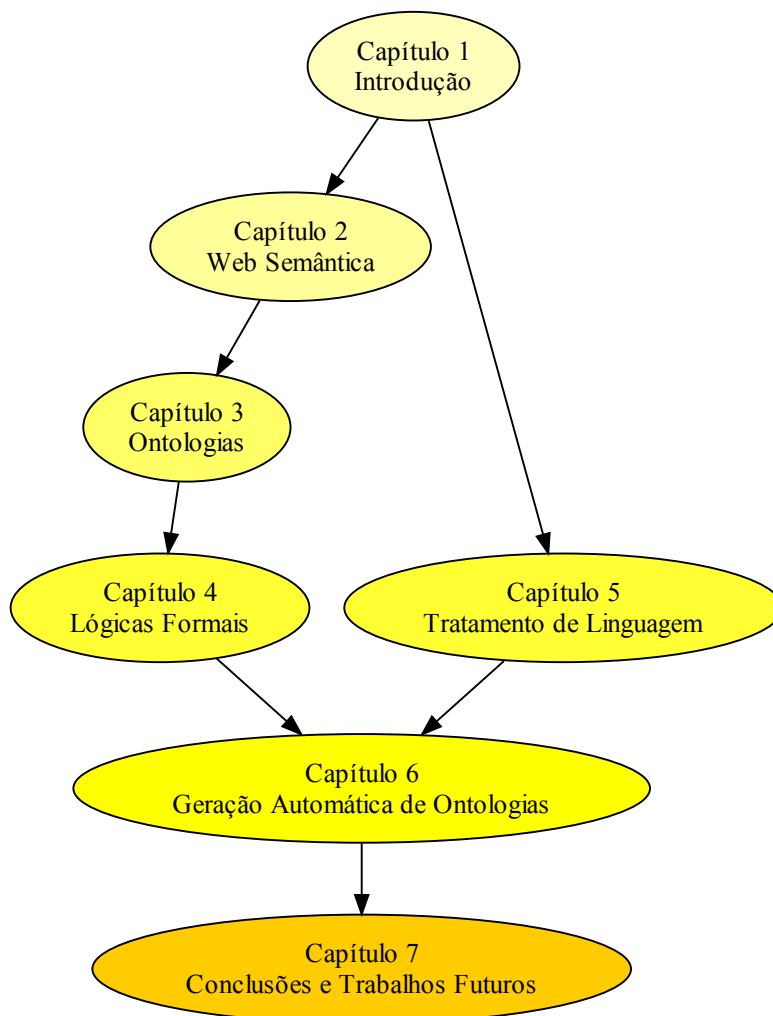 Capítulo 1
Introdução
Capítulo 2
Web Semântica
Capítulo 3
Ontologias
Capítulo 4
Lógicas Formais
Capítulo 5
Tratamento de Linguagem
Capítulo 6
Geração Automática de Ontologias
Capítulo 7
Conclusões e Trabalhos Futuros